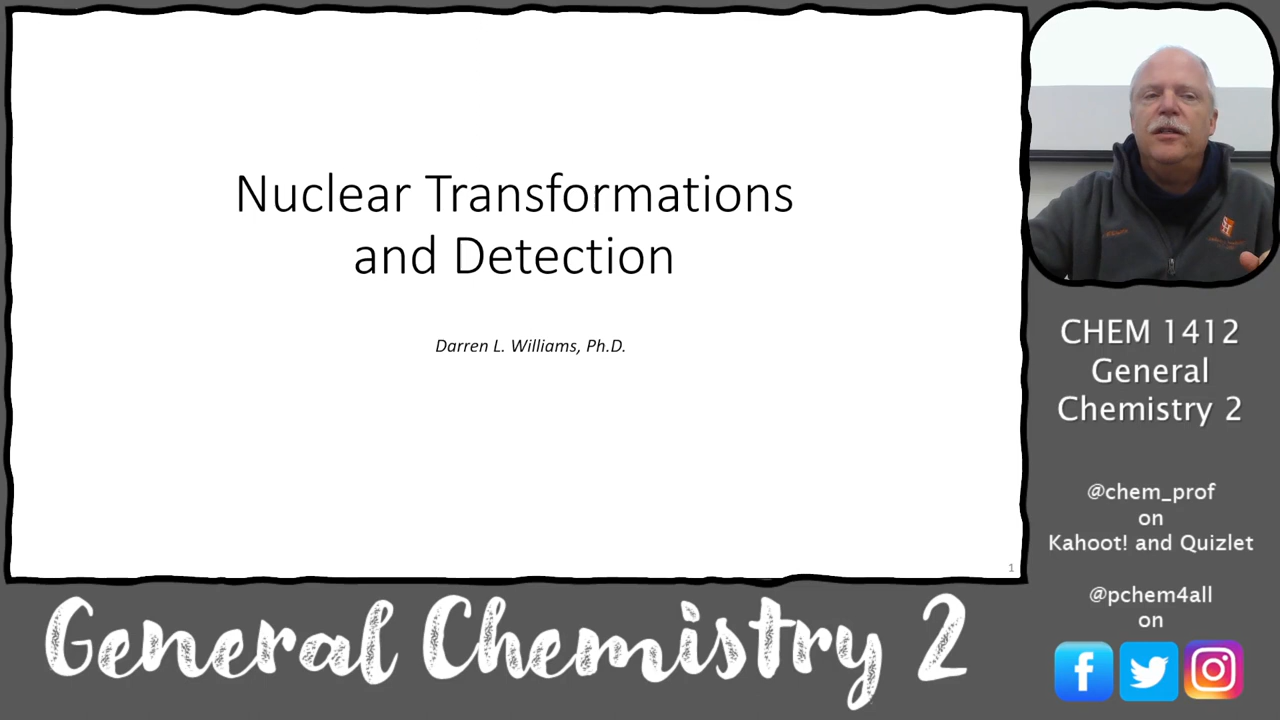 Nuclear Transformations
and Detection
Darren L. Williams, Ph.D.
1
CHEM 1412
General
Chemistry 2
@chem_prof
on
Kahoot! and Quizlet
@pchem4all
on
General Chemistry 2